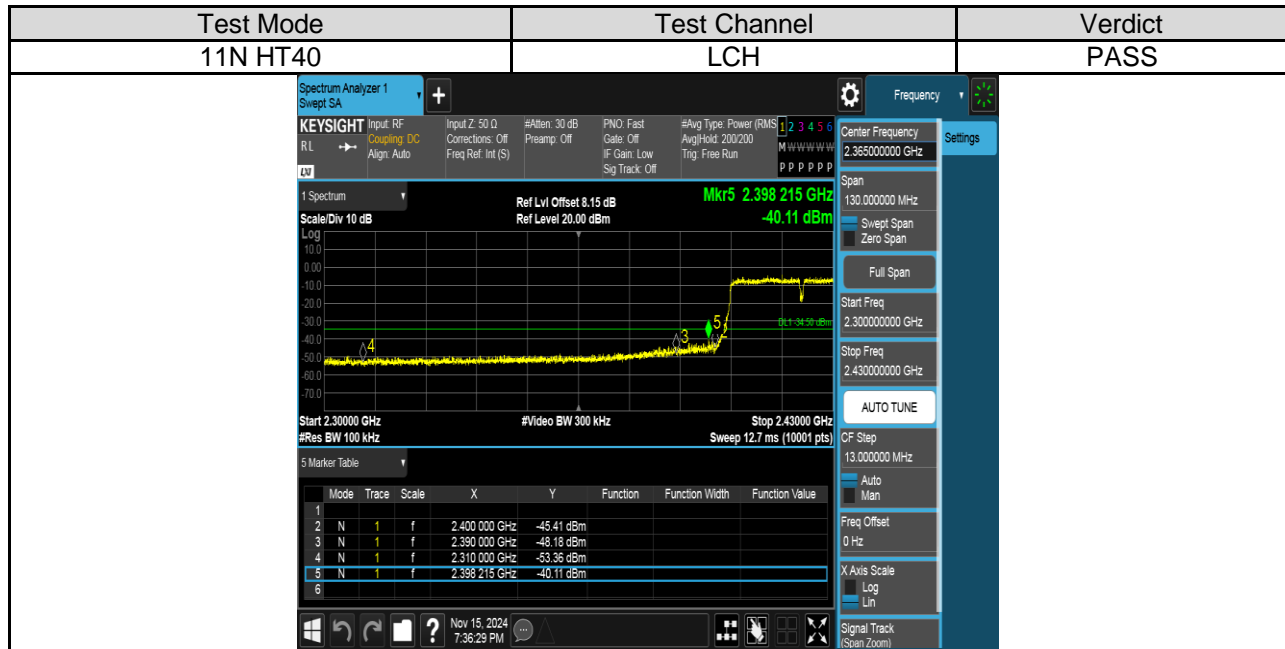 Test Mode Test Channel Verdict
11N HT40 LCH PASS
Spectrum Analyzer 1
Swept SA
+
Frequency
KEYSIGHT
RL
LXI
Input: RF
Coupling: DC
Align: Auto
Input Z: 50 Ω
Corrections: Off
Freq Ref: Int (S)
#Atten: 30 dB
Preamp: Off
PNO: Fast
Gate: Off
IF Gain: Low
Sig Track: Off
#Avg Type: Power (RMS
Avg|Hold: 200/200
Trig: Free Run
1 2 3 4 5 6
M W W W W W
P P P P P P
1 Spectrum
Scale/Div 10 dB
Ref Lvl Offset 8.15 dB
Ref Level 20.00 dBm
Mkr5 2.398 215 GHz
-40.11 dBm
Log
10.0
0.00
-10.0
-20.0
-30.0
-40.0
-50.0
-60.0
-70.0
DL1 -34.50 dBm
4
3
5
2
Start 2.30000 GHz
#Res BW 100 kHz
#Video BW 300 kHz
Stop 2.43000 GHz
Sweep 12.7 ms (10001 pts)
5 Marker Table
Mode Trace Scale X Y Function Function Width Function Value
1
2 N 1 f 2.400 000 GHz -45.41 dBm
3 N 1 f 2.390 000 GHz -48.18 dBm
4 N 1 f 2.310 000 GHz -53.36 dBm
5 N 1 f 2.398 215 GHz -40.11 dBm
6
Nov 15, 2024
7:36:29 PM
?
Settings
Center Frequency
2.365000000 GHz
Span
130.000000 MHz
Swept Span
Zero Span
Full Span
Start Freq
2.300000000 GHz
Stop Freq
2.430000000 GHz
AUTO TUNE
CF Step
13.000000 MHz
Auto
Man
Freq Offset
0 Hz
X Axis Scale
Log
Lin
Signal Track
(Span Zoom)